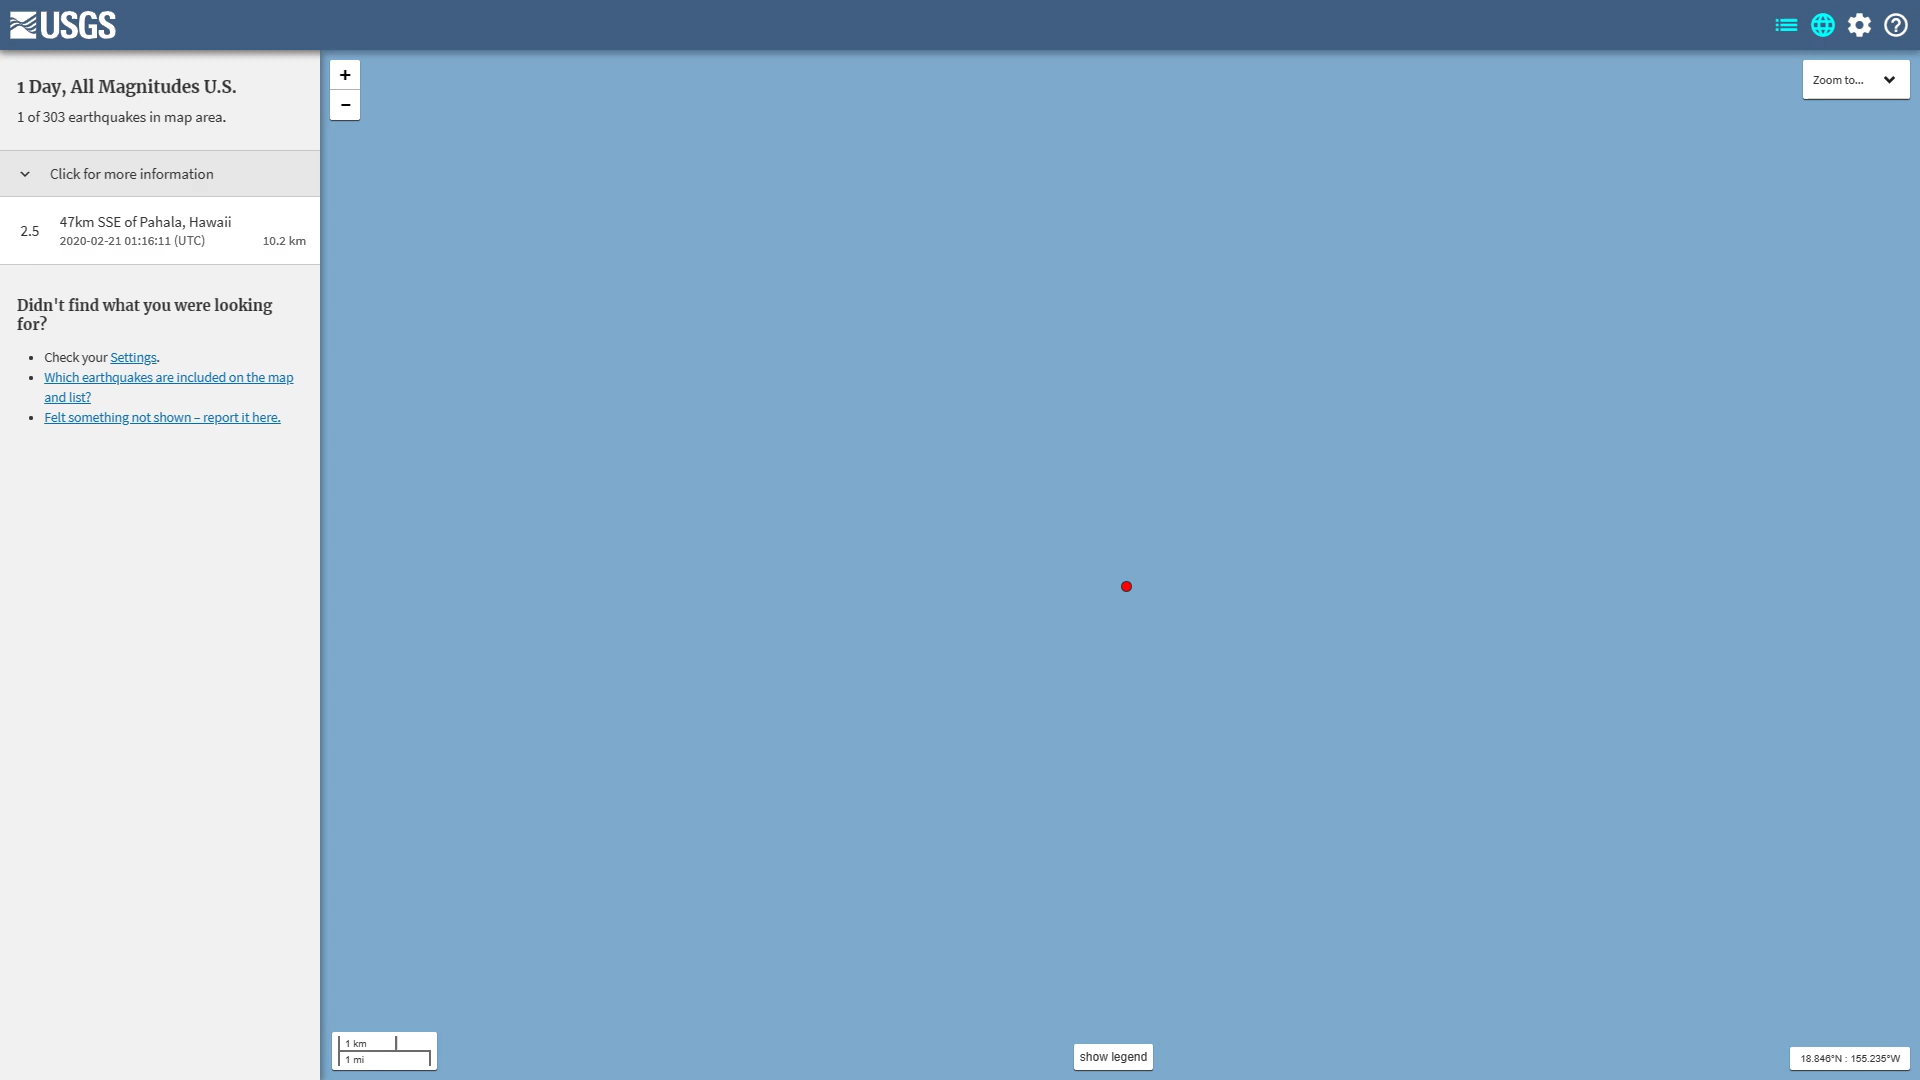 USGS
1 Day, All Magnitudes U.S.
1 of 303 earthquakes in map area.
Click for more information
2.5
47km SSE of Pahala, Hawaii
2020-02-21 01:16:11 (UTC)
10.2 km
Didn't find what you were looking
for?
Check your Settings.
Which earthquakes are included on the map
and list?
Felt something not shown – report it here.
+
−
Zoom to...
1 km
1 mi
show legend
18.846°N : 155.235°W